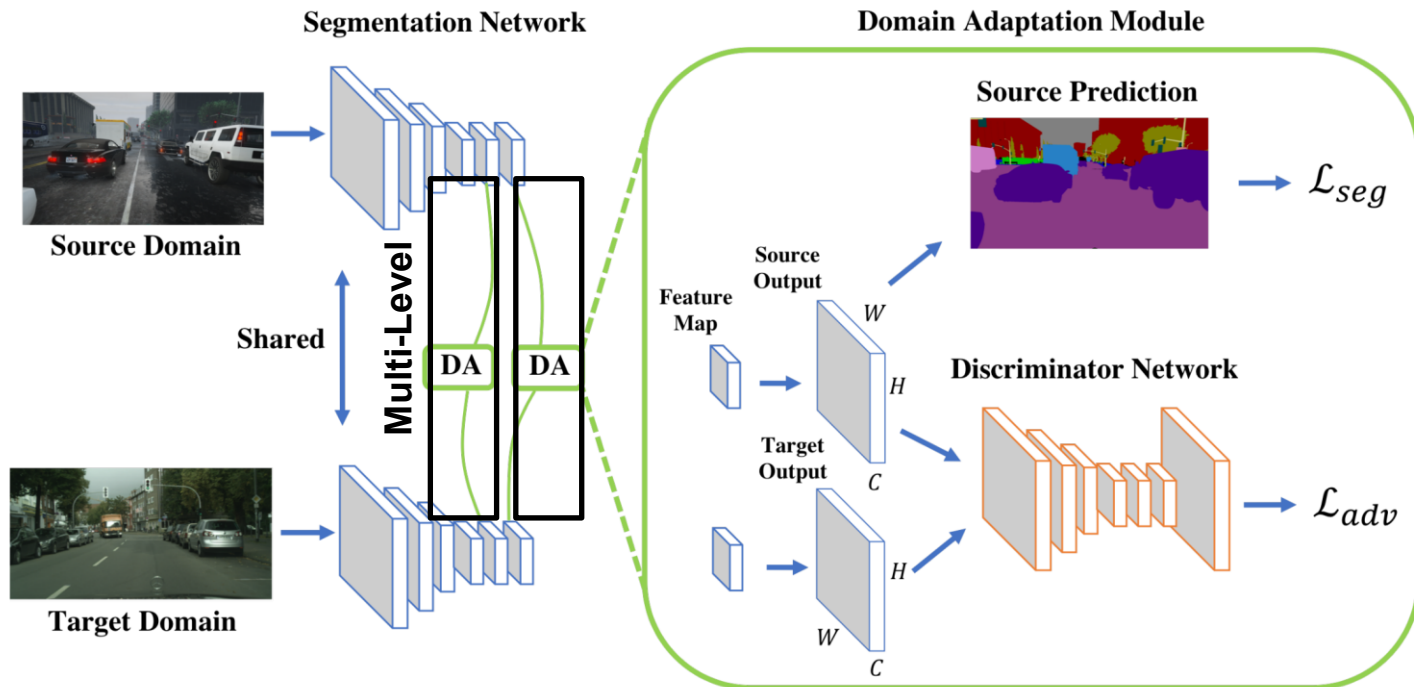 Segmentation Network
Domain Adaptation Module
Source Domain
Shared
Target Domain
Multi-Level
DA
DA
Source Prediction
ℒ_seg
Source
Output
Feature
Map
W
H
C
Discriminator Network
Target
Output
H
W
C
ℒ_adv